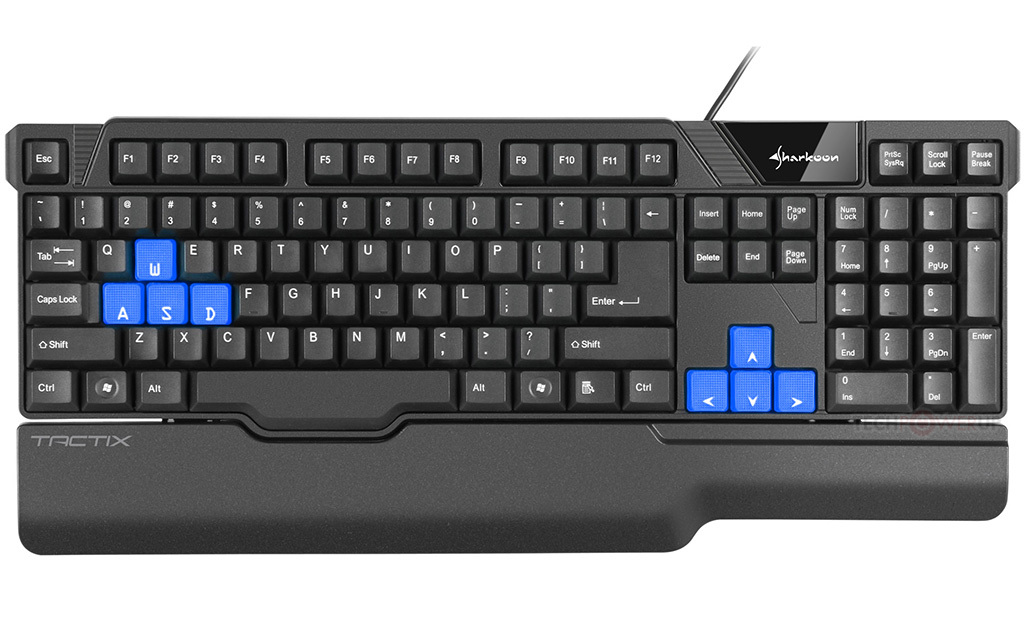 Sharkoon
Esc F1 F2 F3 F4 F5 F6 F7 F8 F9 F10 F11 F12 PrtSc SysRq Scroll Lock Pause Break
~ ` ! 1 @ 2 # 3 $ 4 % 5 ^ 6 & 7 * 8 ( 9 ) 0 _ - + = | \ ← Insert Home Page Up Num Lock / * −
Tab Q W E R T Y U I O P { [ } ] Enter Delete End Page Down 7 Home 8 ↑ 9 PgUp +
Caps Lock A S D F G H J K L : ; " ' 4 ← 5 6 →
⇧ Shift Z X C V B N M < , > . ? / ⇧ Shift 1 End 2 ↓ 3 PgDn Enter
Ctrl Alt Alt Ctrl 0 Ins . Del
TACTIX
TECHPOWERUP